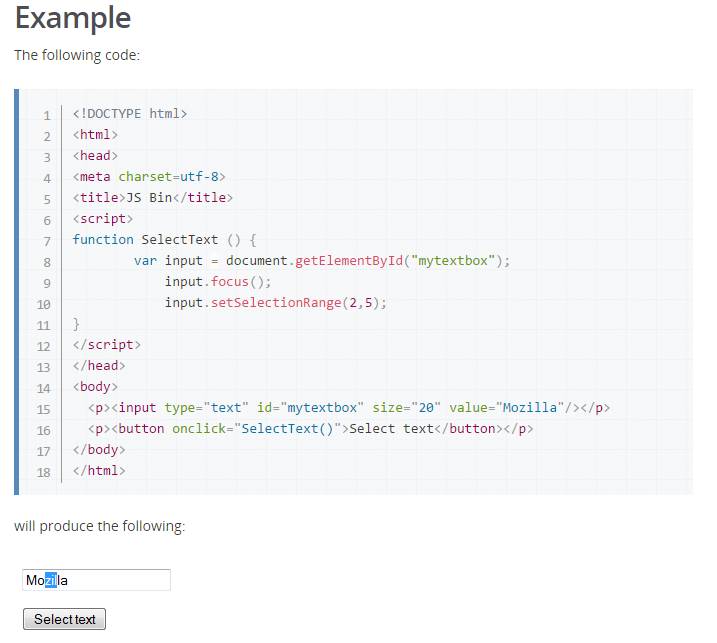 Example
The following code:
1 <!DOCTYPE html>
2 <html>
3 <head>
4 <meta charset=utf-8>
5 <title>JS Bin</title>
6 <script>
7 function SelectText () {
8         var input = document.getElementById("mytextbox");
9             input.focus();
10             input.setSelectionRange(2,5);
11 }
12 </script>
13 </head>
14 <body>
15   <p><input type="text" id="mytextbox" size="20" value="Mozilla"/></p>
16   <p><button onclick="SelectText()">Select text</button></p>
17 </body>
18 </html>
will produce the following:
Mozilla
Select text